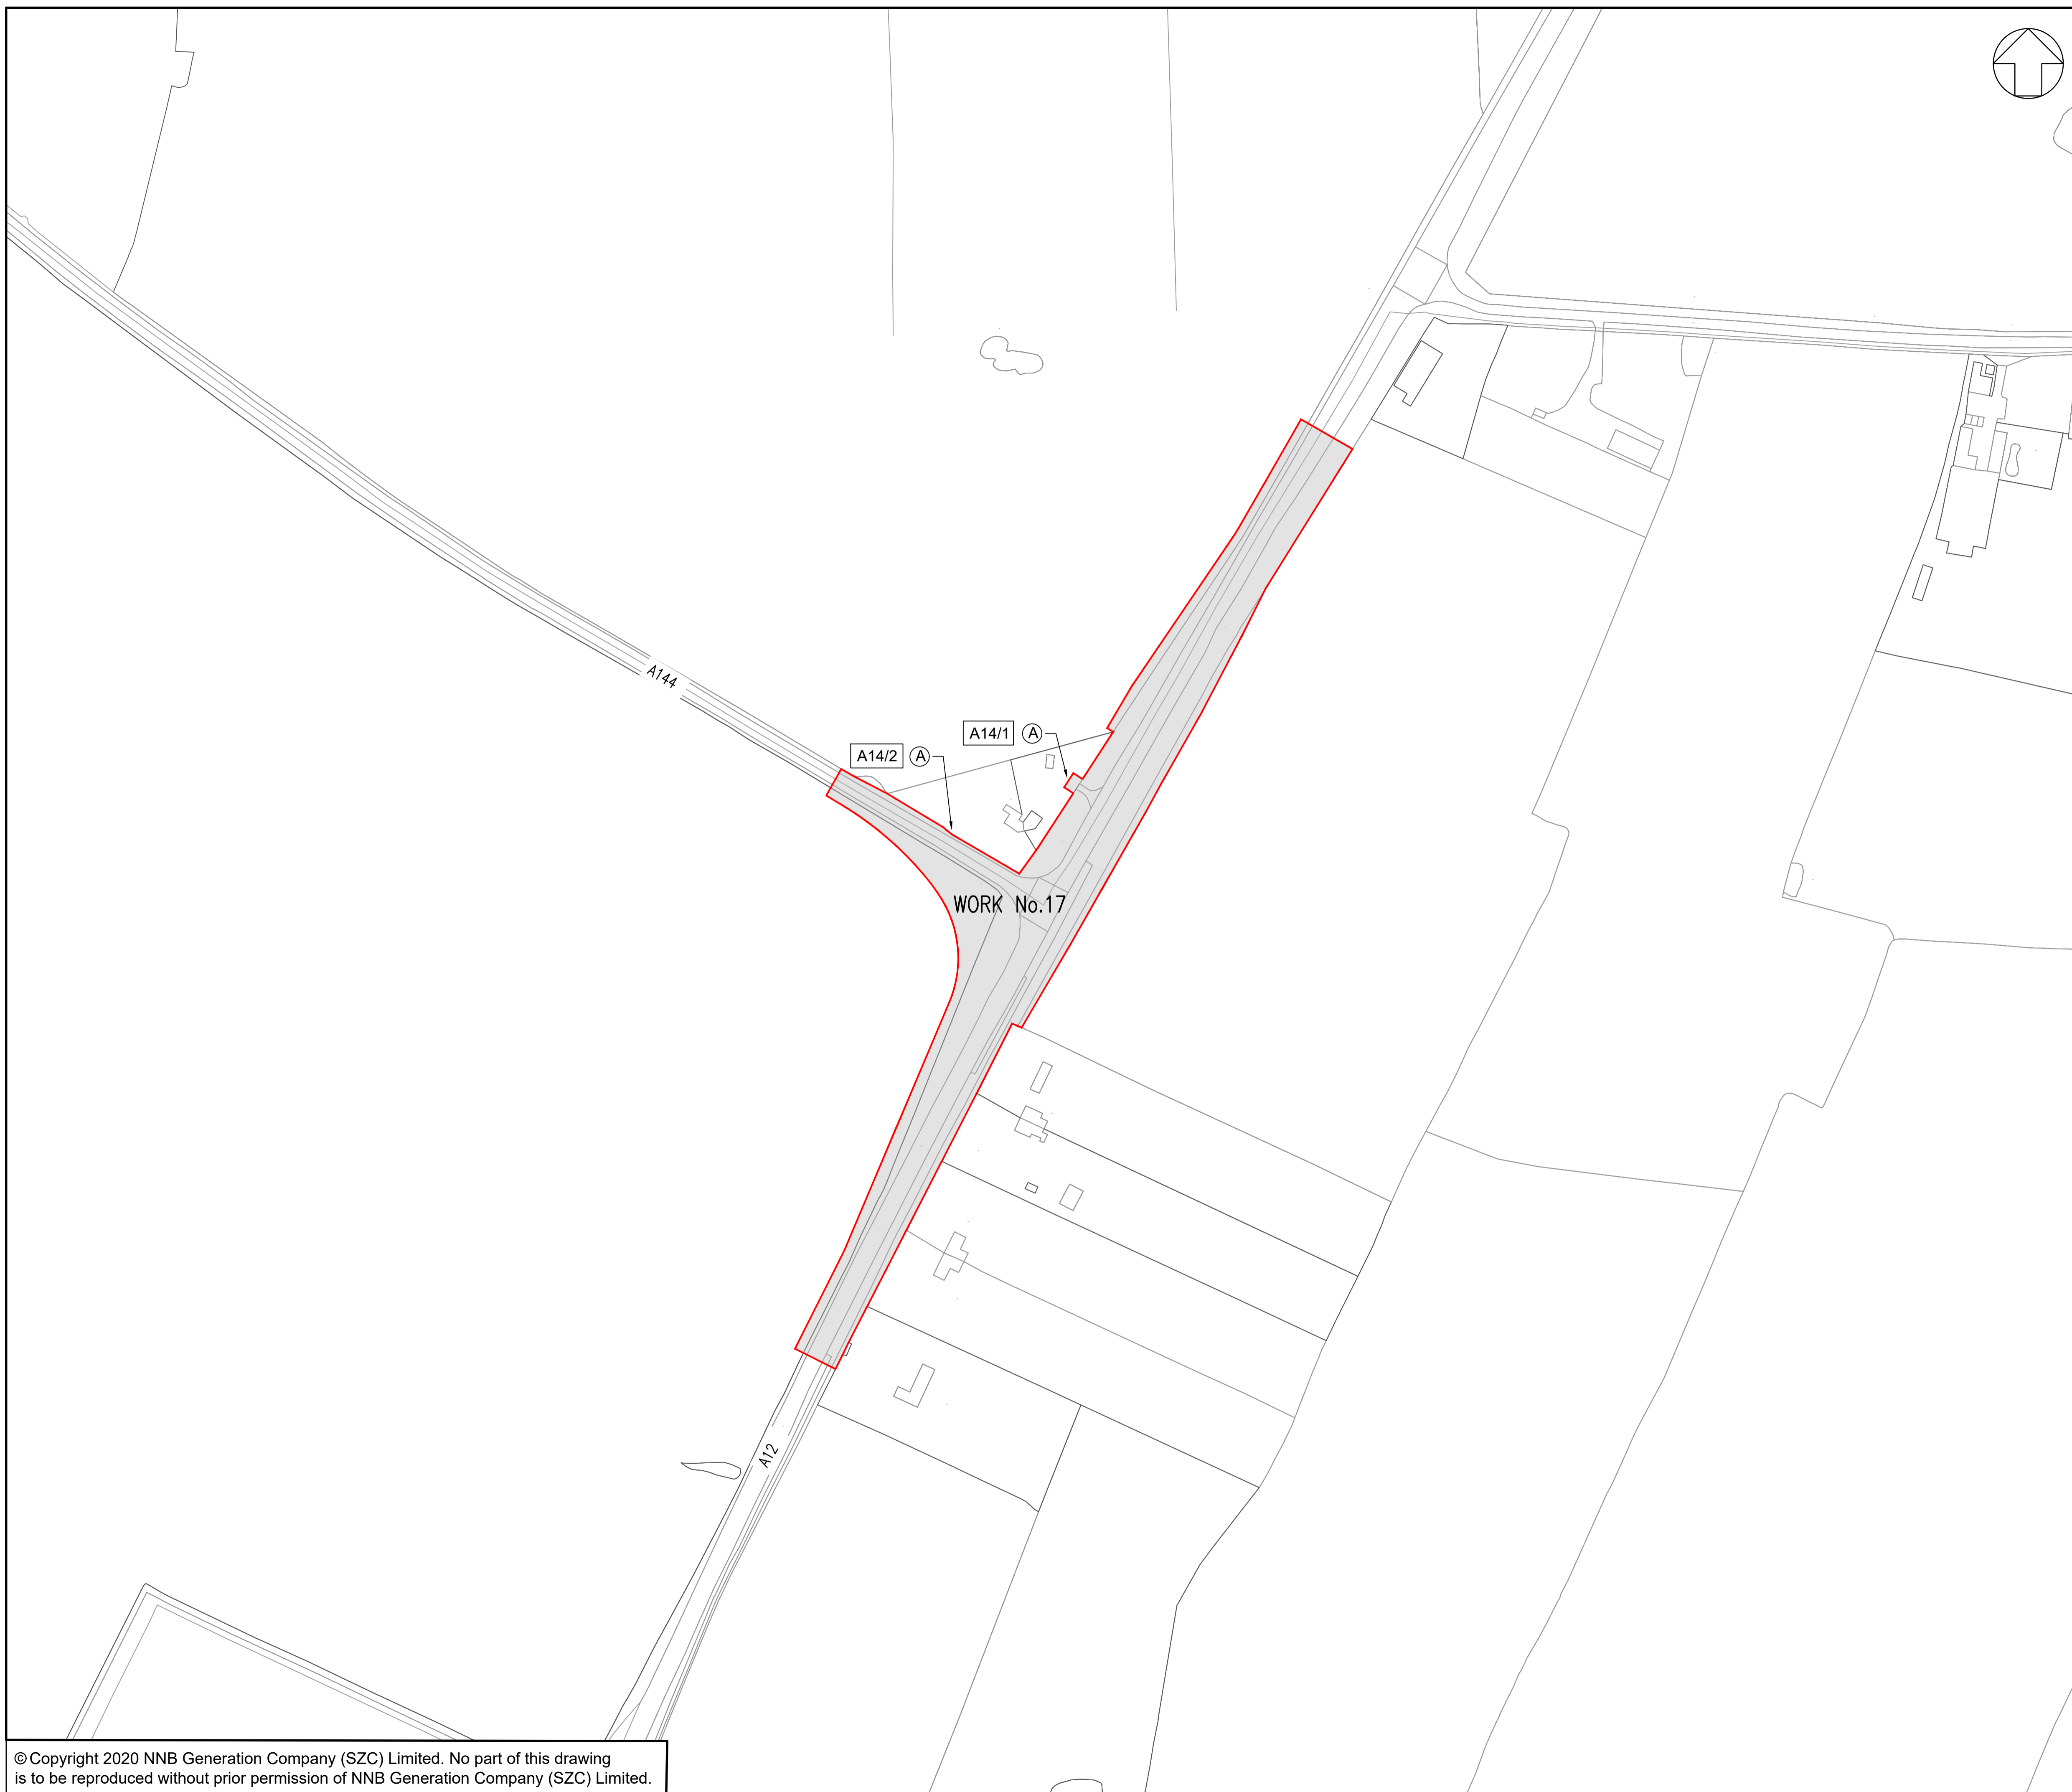 A144
A14/1 A
A14/2 A
WORK No.17
A12
© Copyright 2020 NNB Generation Company (SZC) Limited. No part of this drawing
is to be reproduced without prior permission of NNB Generation Company (SZC) Limited.